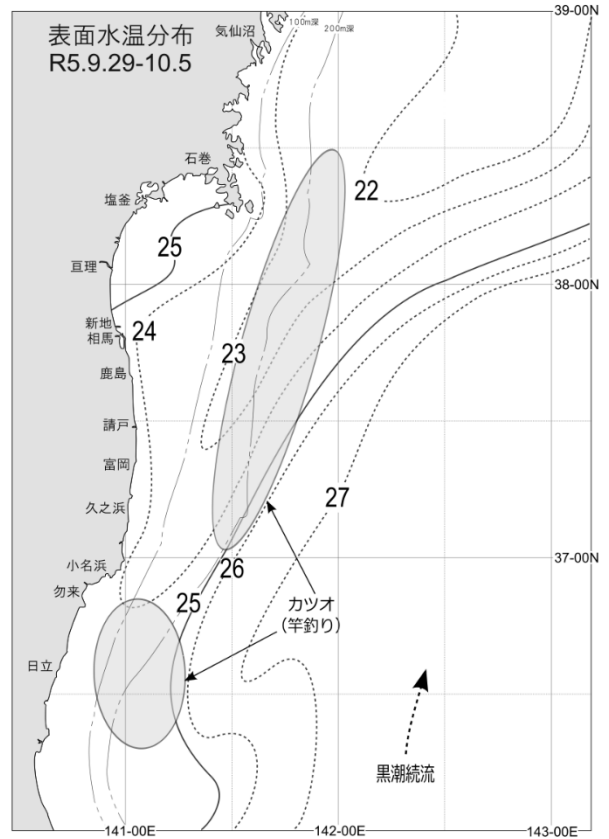 表面水温分布
R5.9.29-10.5
気仙沼
100m深
200m深
39-00N
石巻
塩釜
22
25
亘理
38-00N
新地
相馬
24
23
鹿島
請戸
富岡
27
久之浜
小名浜
勿来
26
37-00N
25
カツオ
(竿釣り)
日立
黒潮続流
141-00E
142-00E
143-00E